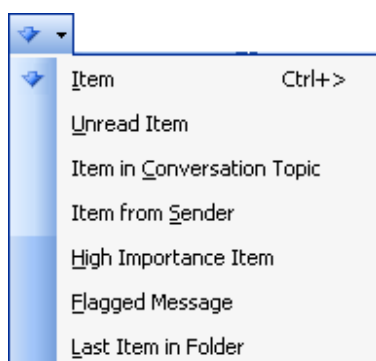 Item Ctrl+>
Unread Item
Item in Conversation Topic
Item from Sender
High Importance Item
Flagged Message
Last Item in Folder